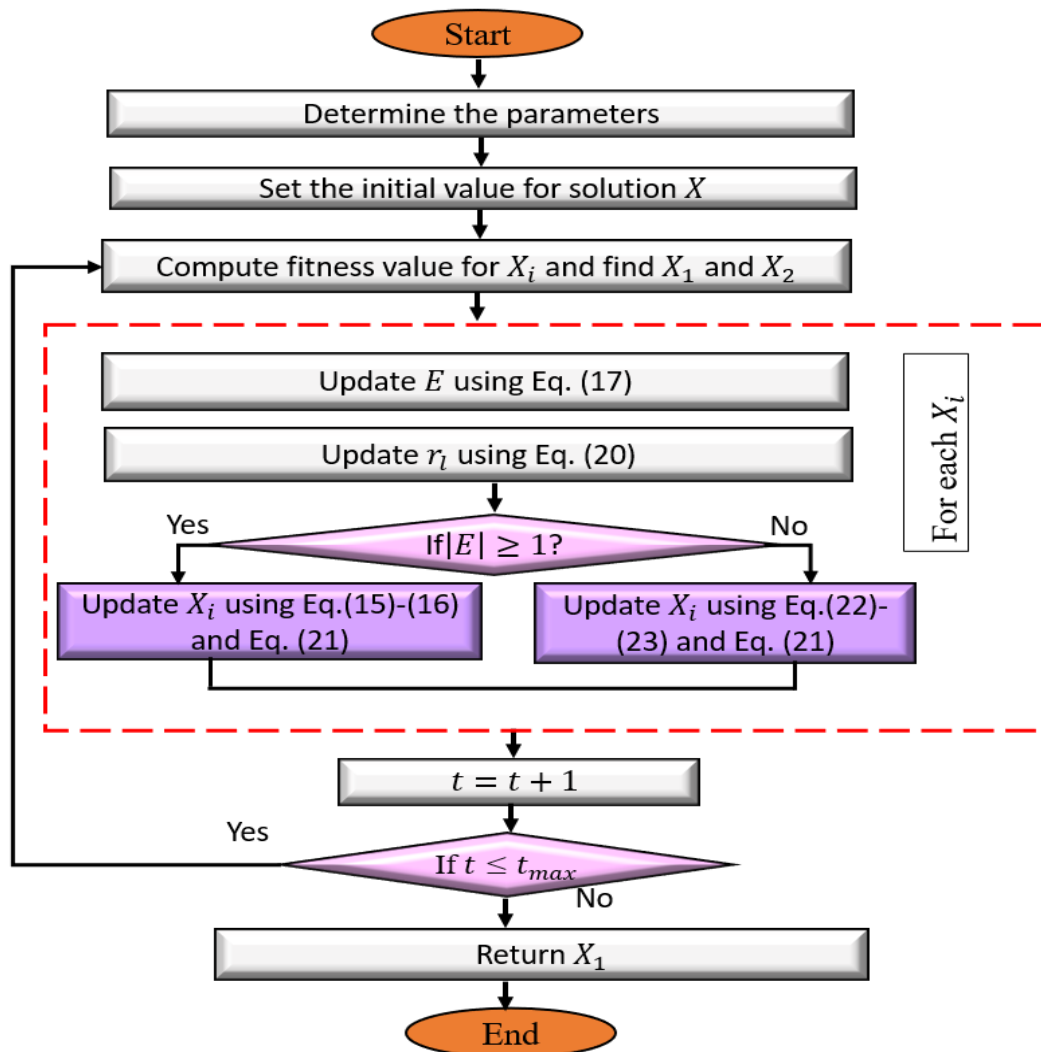 Start
Determine the parameters
Set the initial value for solution X
Compute fitness value for X_i and find X_1 and X_2
Update E using Eq. (17)
For each X_i
Update r_l using Eq. (20)
Yes
No
If|E| ≥ 1?
Update X_i using Eq.(15)-(16)
and Eq. (21)
Update X_i using Eq.(22)-
(23) and Eq. (21)
t = t + 1
Yes
If t ≤ t_max
No
Return X_1
End